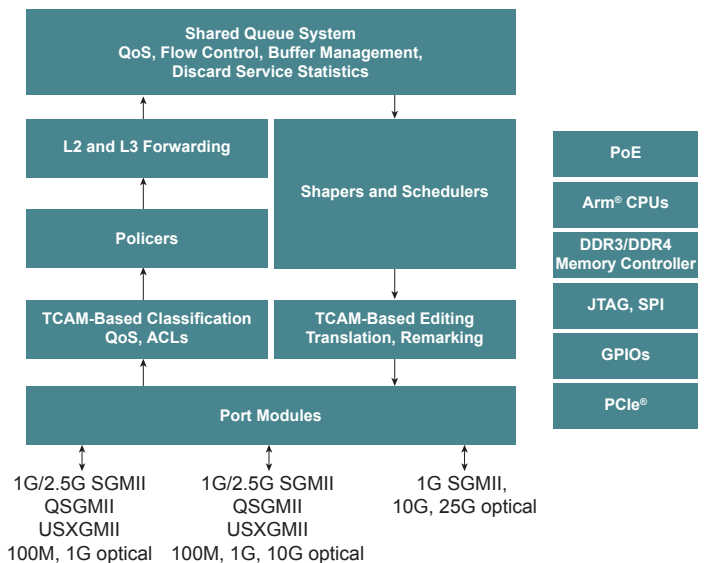 Shared Queue System
QoS, Flow Control, Buffer Management,
Discard Service Statistics
L2 and L3 Forwarding
Policers
TCAM-Based Classification
QoS, ACLs
Shapers and Schedulers
TCAM-Based Editing
Translation, Remarking
Port Modules
1G/2.5G SGMII
QSGMII
USXGMII
100M, 1G optical
1G/2.5G SGMII
QSGMII
USXGMII
100M, 1G, 10G optical
1G SGMII,
10G, 25G optical
PoE
Arm® CPUs
DDR3/DDR4
Memory Controller
JTAG, SPI
GPIOs
PCIe®